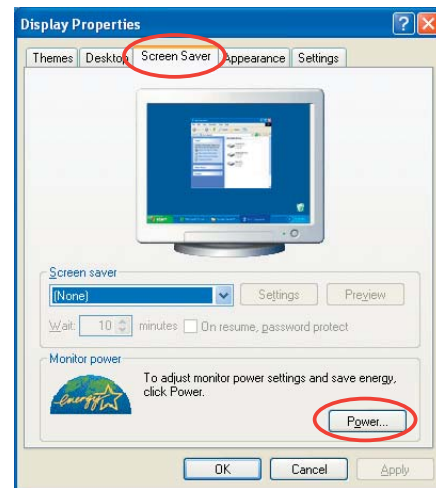 Display Properties
Themes Desktop Screen Saver Appearance Settings
Screen saver
(None) Settings Preview
Wait: 10 minutes On resume, password protect
Monitor power
To adjust monitor power settings and save energy,
click Power.
energy
Power...
OK Cancel Apply